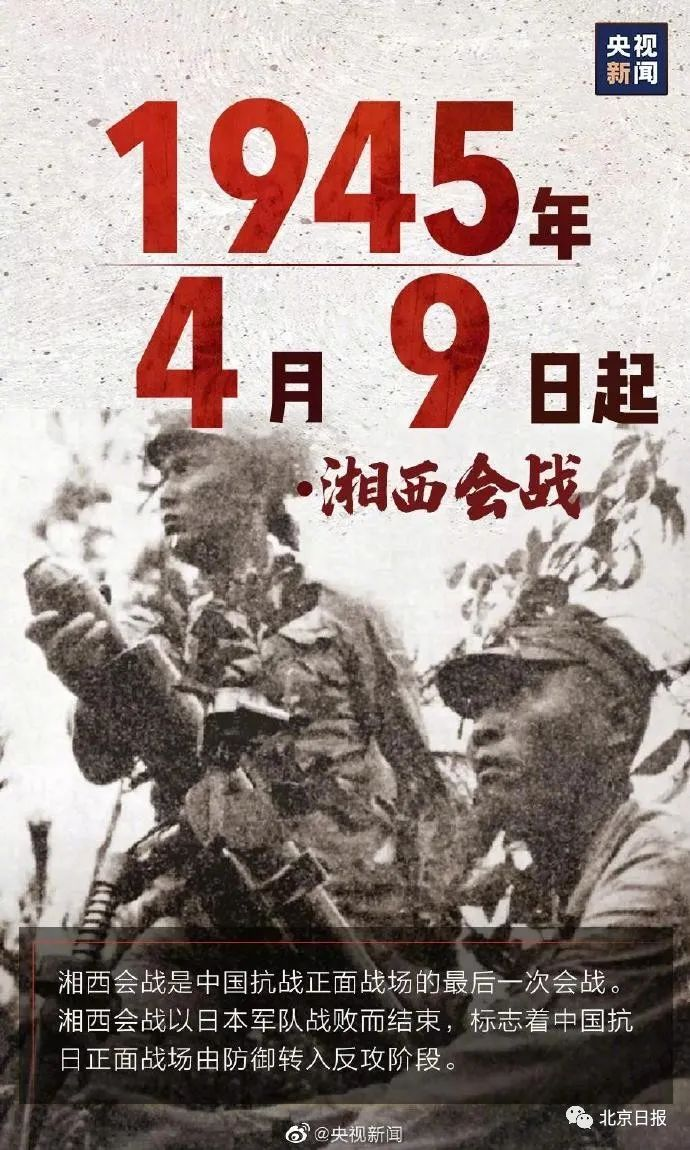 央视
新闻
1945年
4月9日起
·湘西会战
湘西会战是中国抗战正面战场的最后一次会战。
湘西会战以日本军队战败而结束，标志着中国抗
日正面战场由防御转入反攻阶段。
北京日报
@央视新闻